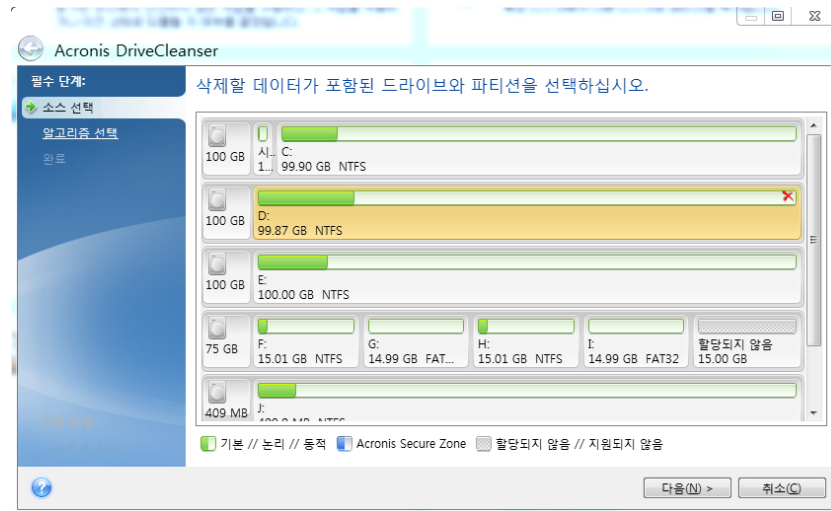 Acronis DriveCleanser
필수 단계:
소스 선택
알고리즘 선택
완료
삭제할 데이터가 포함된 드라이브와 파티션을 선택하십시오.
100 GB
시...
1...
C:
99.90 GB NTFS
100 GB
D:
99.87 GB NTFS
100 GB
E:
100.00 GB NTFS
75 GB
F:
15.01 GB NTFS
G:
14.99 GB FAT...
H:
15.01 GB NTFS
I:
14.99 GB FAT32
할당되지 않음
15.00 GB
409 MB
J:
기본 // 논리 // 동적
Acronis Secure Zone
할당되지 않음 // 지원되지 않음
다음(N) >
취소(C)